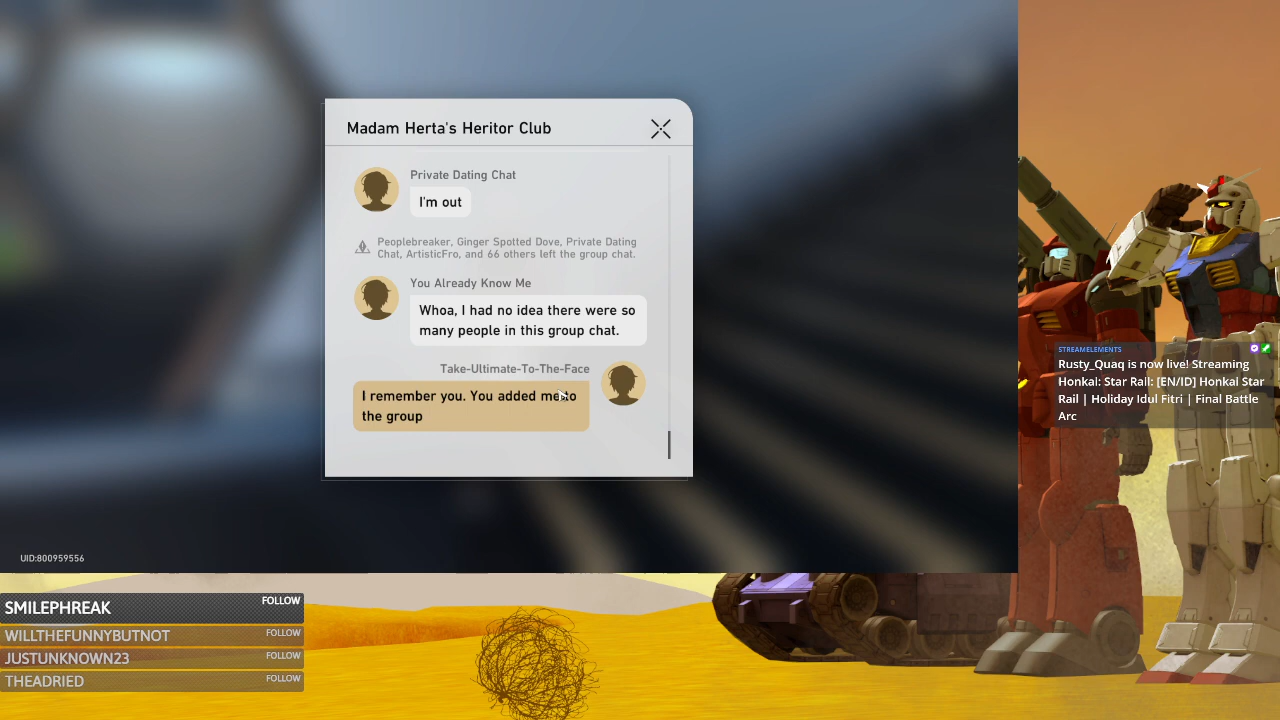 Madam Herta's Heritor Club
Private Dating Chat
I'm out
Peoplebreaker, Ginger Spotted Dove, Private Dating
Chat, ArtisticFro, and 66 others left the group chat.
You Already Know Me
Whoa, I had no idea there were so
many people in this group chat.
Take-Ultimate-To-The-Face
I remember you. You added me to
the group
UID:800959556
STREAMELEMENTS
Rusty_Quaq is now live! Streaming
Honkai: Star Rail: [EN/ID] Honkai Star
Rail | Holiday Idul Fitri | Final Battle
Arc
SMILEPHREAK FOLLOW
WILLTHEFUNNYBUTNOT FOLLOW
JUSTUNKNOWN23 FOLLOW
THEADRIED FOLLOW